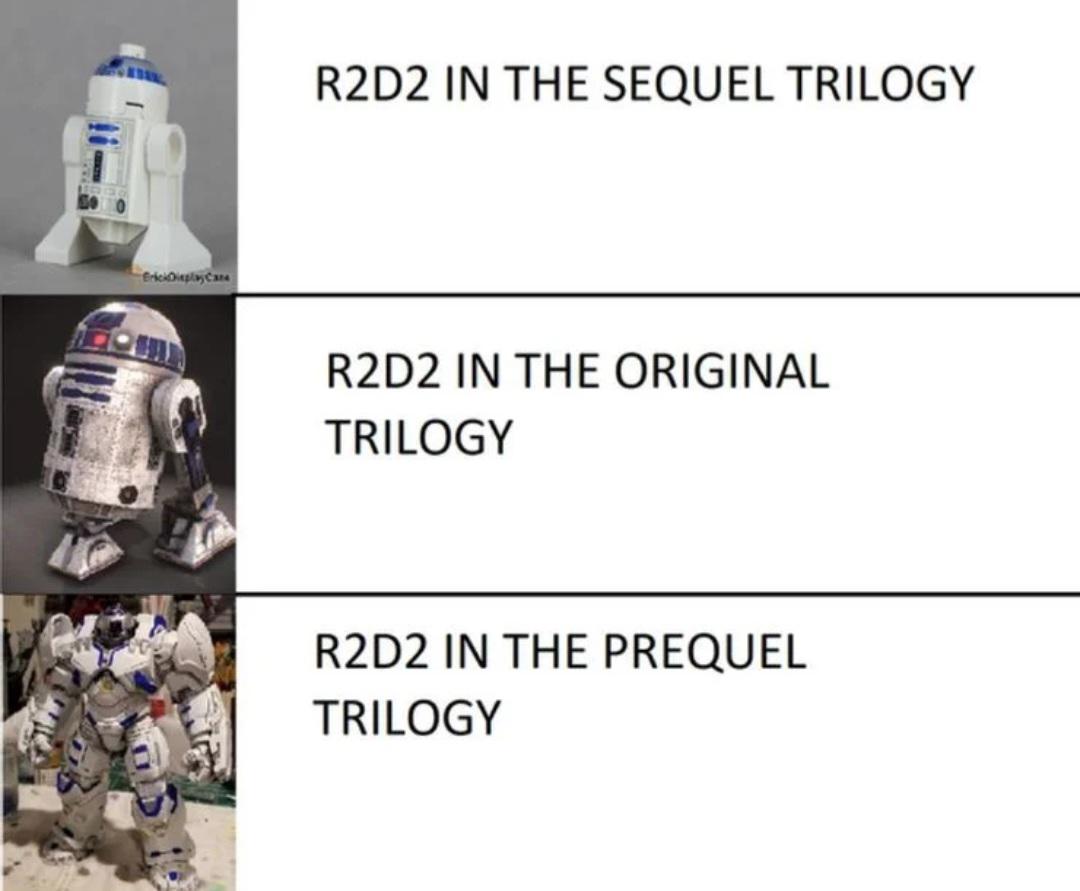 R2D2 IN THE SEQUEL TRILOGY
BrickDisplayCase
R2D2 IN THE ORIGINAL
TRILOGY
R2D2 IN THE PREQUEL
TRILOGY